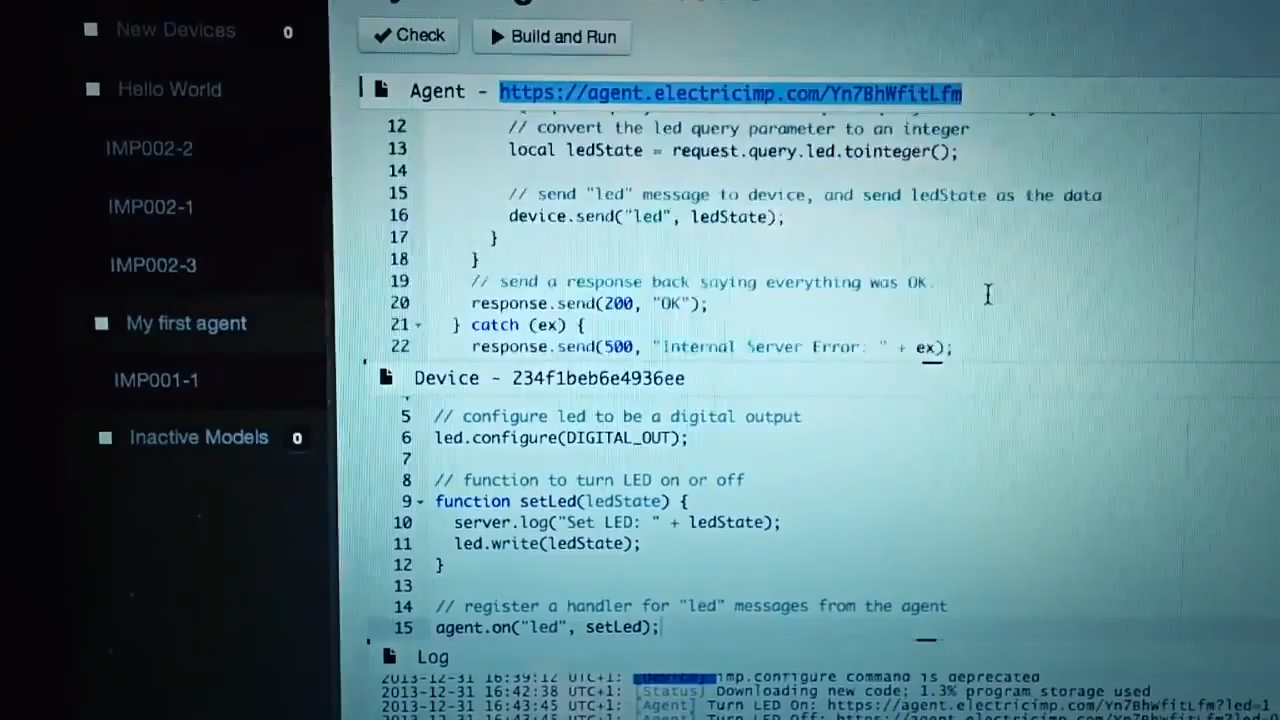 New Devices 0
Hello World
IMP002-2
IMP002-1
IMP002-3
My first agent
IMP001-1
Inactive Models 0
Check
Build and Run
Agent - https://agent.electricimp.com/Yn7BhWfitLfm
12 // convert the led query parameter to an integer
13 local ledState = request.query.led.tointeger();
14
15 // send "led" message to device, and send ledState as the data
16 device.send("led", ledState);
17 }
18 }
19 // send a response back saying everything was OK.
20 response.send(200, "OK");
21 } catch (ex) {
22 response.send(500, "Internal Server Error: " + ex);
Device - 234f1beb6e4936ee
5 // configure led to be a digital output
6 led.configure(DIGITAL_OUT);
7
8 // function to turn LED on or off
9 function setLed(ledState) {
10 server.log("Set LED: " + ledState);
11 led.write(ledState);
12 }
13
14 // register a handler for "led" messages from the agent
15 agent.on("led", setLed);
Log
2013-12-31 16:39:12 UTC+1: imp.configure command is deprecated
2013-12-31 16:42:38 UTC+1: [Status] Downloading new code; 1.3% program storage used
2013-12-31 16:43:45 UTC+1: [Agent] Turn LED On: https://agent.electricimp.com/Yn7BhWfitLfm?led=1
Turn LED Off: